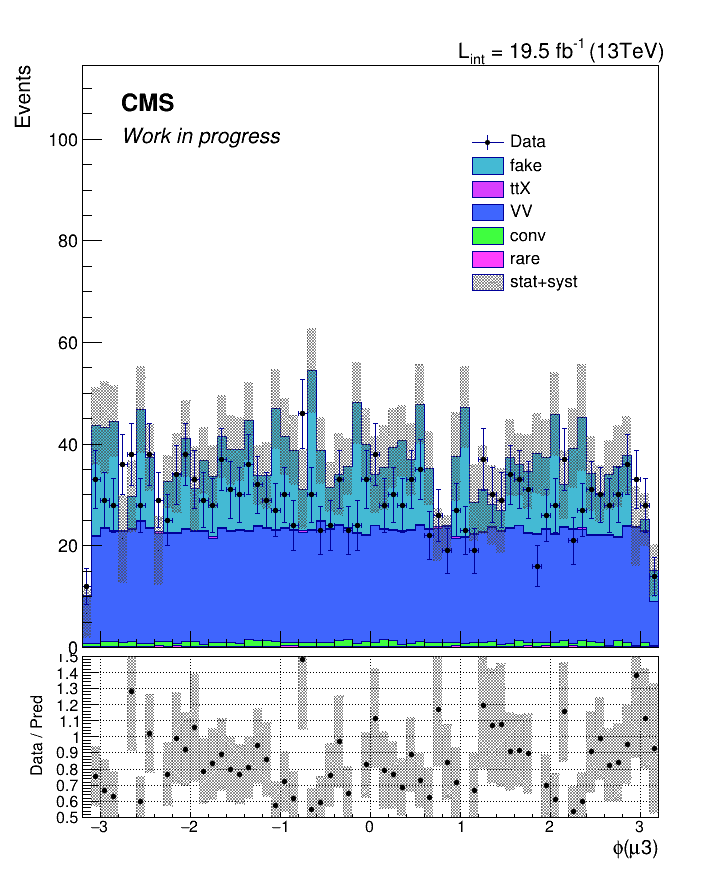 L_int = 19.5 fb^-1 (13TeV)
Events
CMS
Work in progress
Data
fake
ttX
VV
conv
rare
stat+syst
100
80
60
40
20
0
Data / Pred
1.5
1.4
1.3
1.2
1.1
1
0.9
0.8
0.7
0.6
0.5
−3 −2 −1 0 1 2 3
ϕ(μ3)